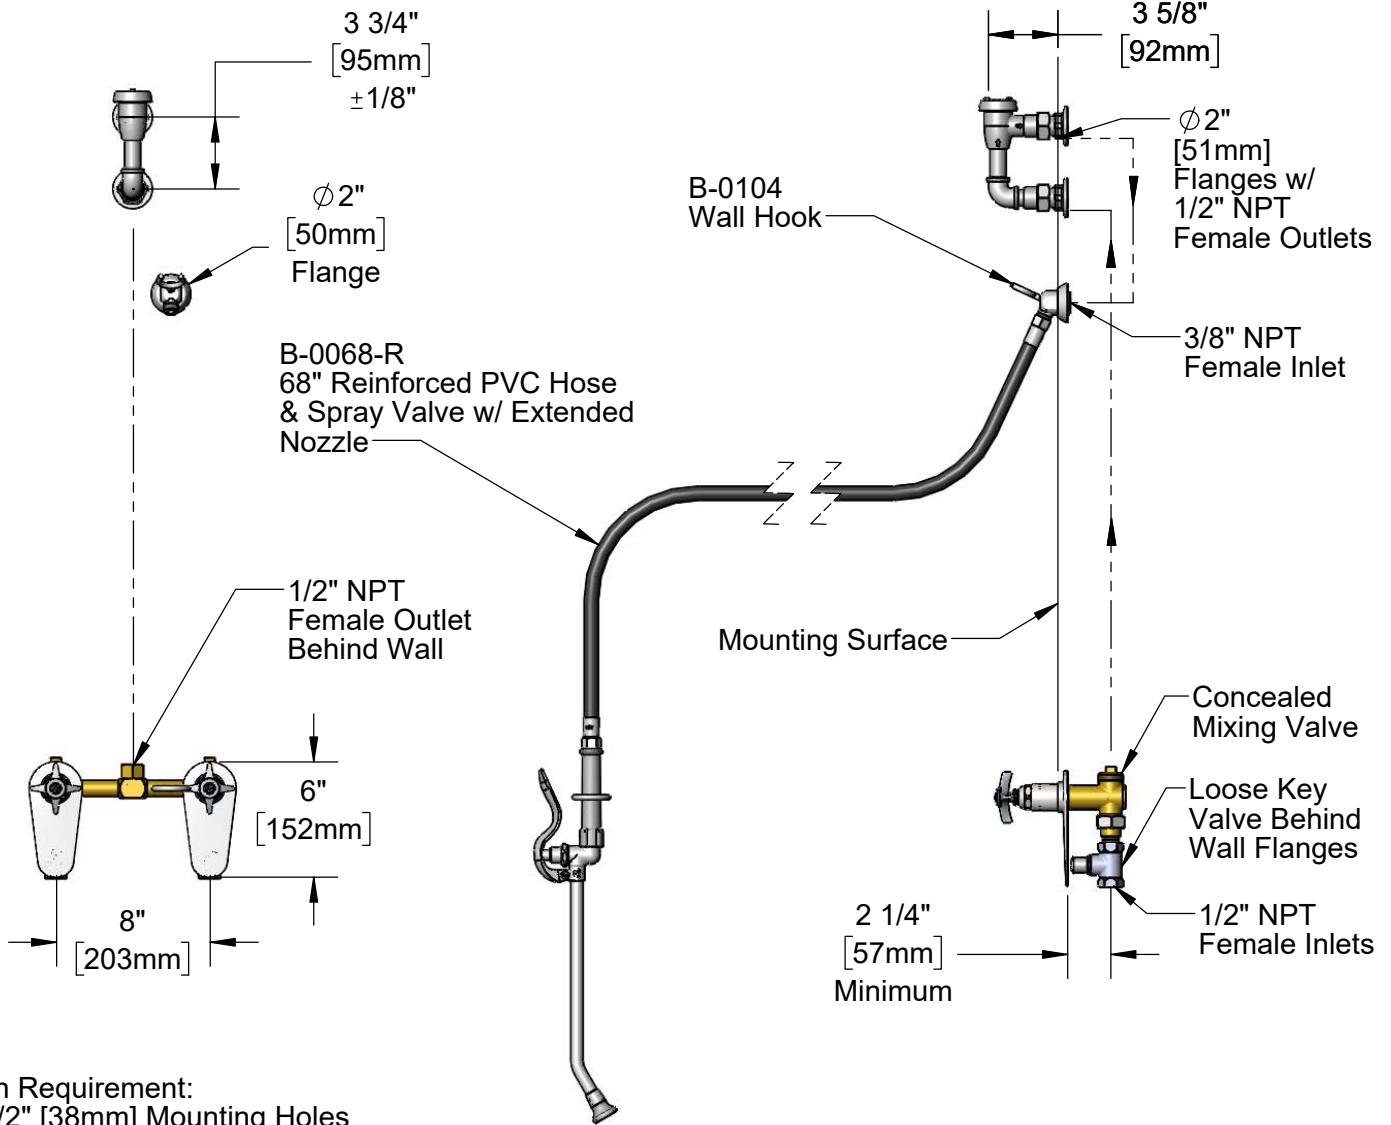 3 3/4"
[95mm]
±1/8"
3 5/8"
[92mm]
∅2"
[51mm]
Flanges w/
1/2" NPT
Female Outlets
B-0104
Wall Hook
∅2"
[50mm]
Flange
3/8" NPT
Female Inlet
B-0068-R
68" Reinforced PVC Hose
& Spray Valve w/ Extended
Nozzle
1/2" NPT
Female Outlet
Behind Wall
Mounting Surface
Concealed
Mixing Valve
6"
[152mm]
Loose Key
Valve Behind
Wall Flanges
8"
[203mm]
2 1/4"
[57mm]
Minimum
1/2" NPT
Female Inlets
Requirement:
/2" [38mm] Mounting Holes